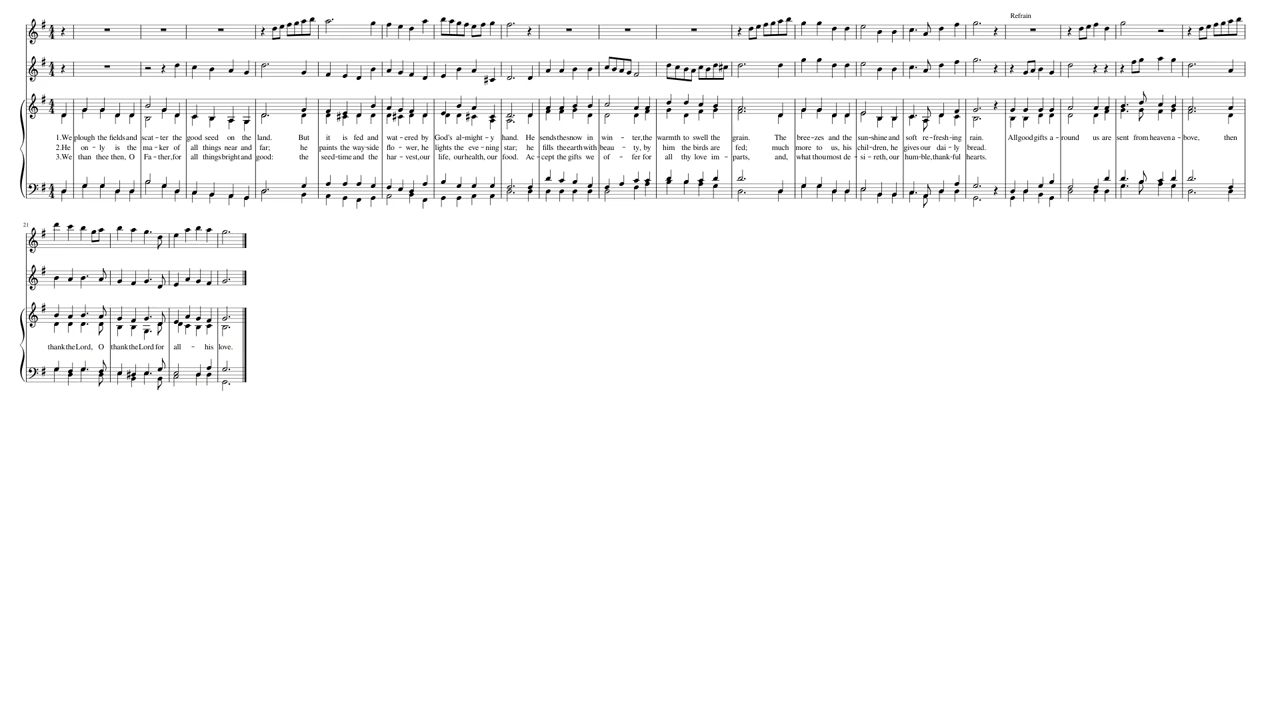 Refrain
1.We plough the fields and scat - ter the good seed on the land. But it is fed and wat - ered by God's al - might - y hand. He sends the snow in win - ter, the warmth to swell the grain. The bree - zes and the sun - shine and soft re - fresh - ing rain. All good gifts a - round us are sent from heaven a - bove, then
2.He on - ly is the ma - ker of all things near and far; he paints the way - side flo - wer, he lights the eve - ning star; he fills the earth with beau - ty, by him the birds are fed; much more to us, his chil - dren, he gives our dai - ly bread.
3.We than thee then, O Fa - ther, for all things bright and good: the seed - time and the har - vest, our life, our health, our food. Ac - cept the gifts we of - fer for all thy love im - parts, and, what thou most de - si - reth, our hum - ble, thank - ful hearts.
21
thank the Lord, O thank the Lord for all - his love.